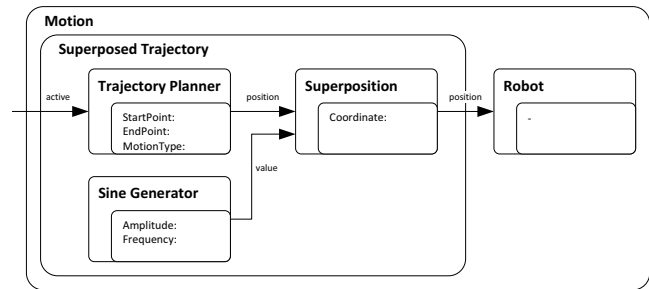 Motion
Superposed Trajectory
Trajectory Planner
StartPoint:
EndPoint:
MotionType:
Superposition
Coordinate:
Robot
-
active
position
position
value
Sine Generator
Amplitude:
Frequency: